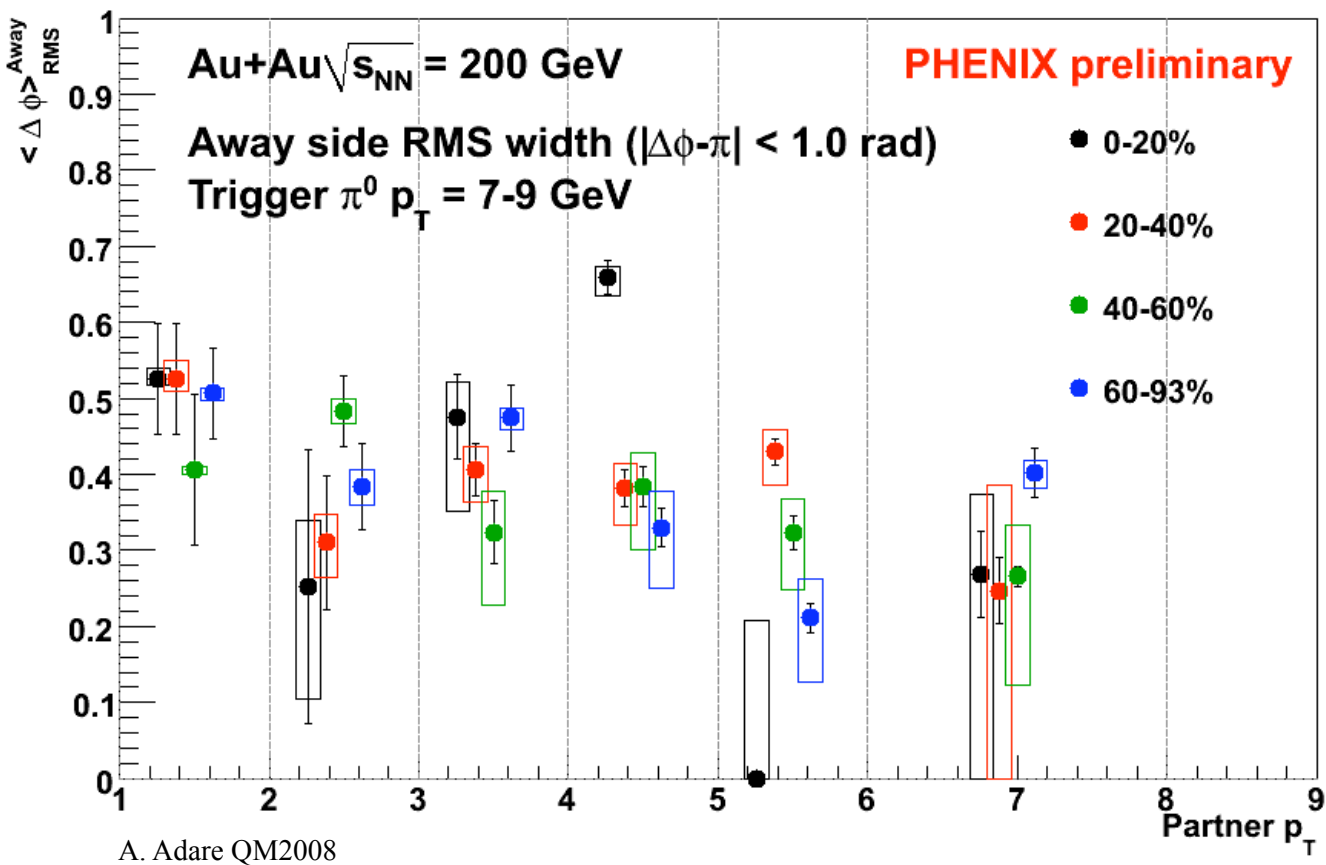 < Δ ϕ >^Away_RMS
Au+Au√s_NN = 200 GeV
PHENIX preliminary
Away side RMS width (|Δϕ-π| < 1.0 rad)
Trigger π^0 p_T = 7-9 GeV
0-20%
20-40%
40-60%
60-93%
1
0.9
0.8
0.7
0.6
0.5
0.4
0.3
0.2
0.1
0
1 2 3 4 5 6 7 8 9
Partner p_T
A. Adare QM2008